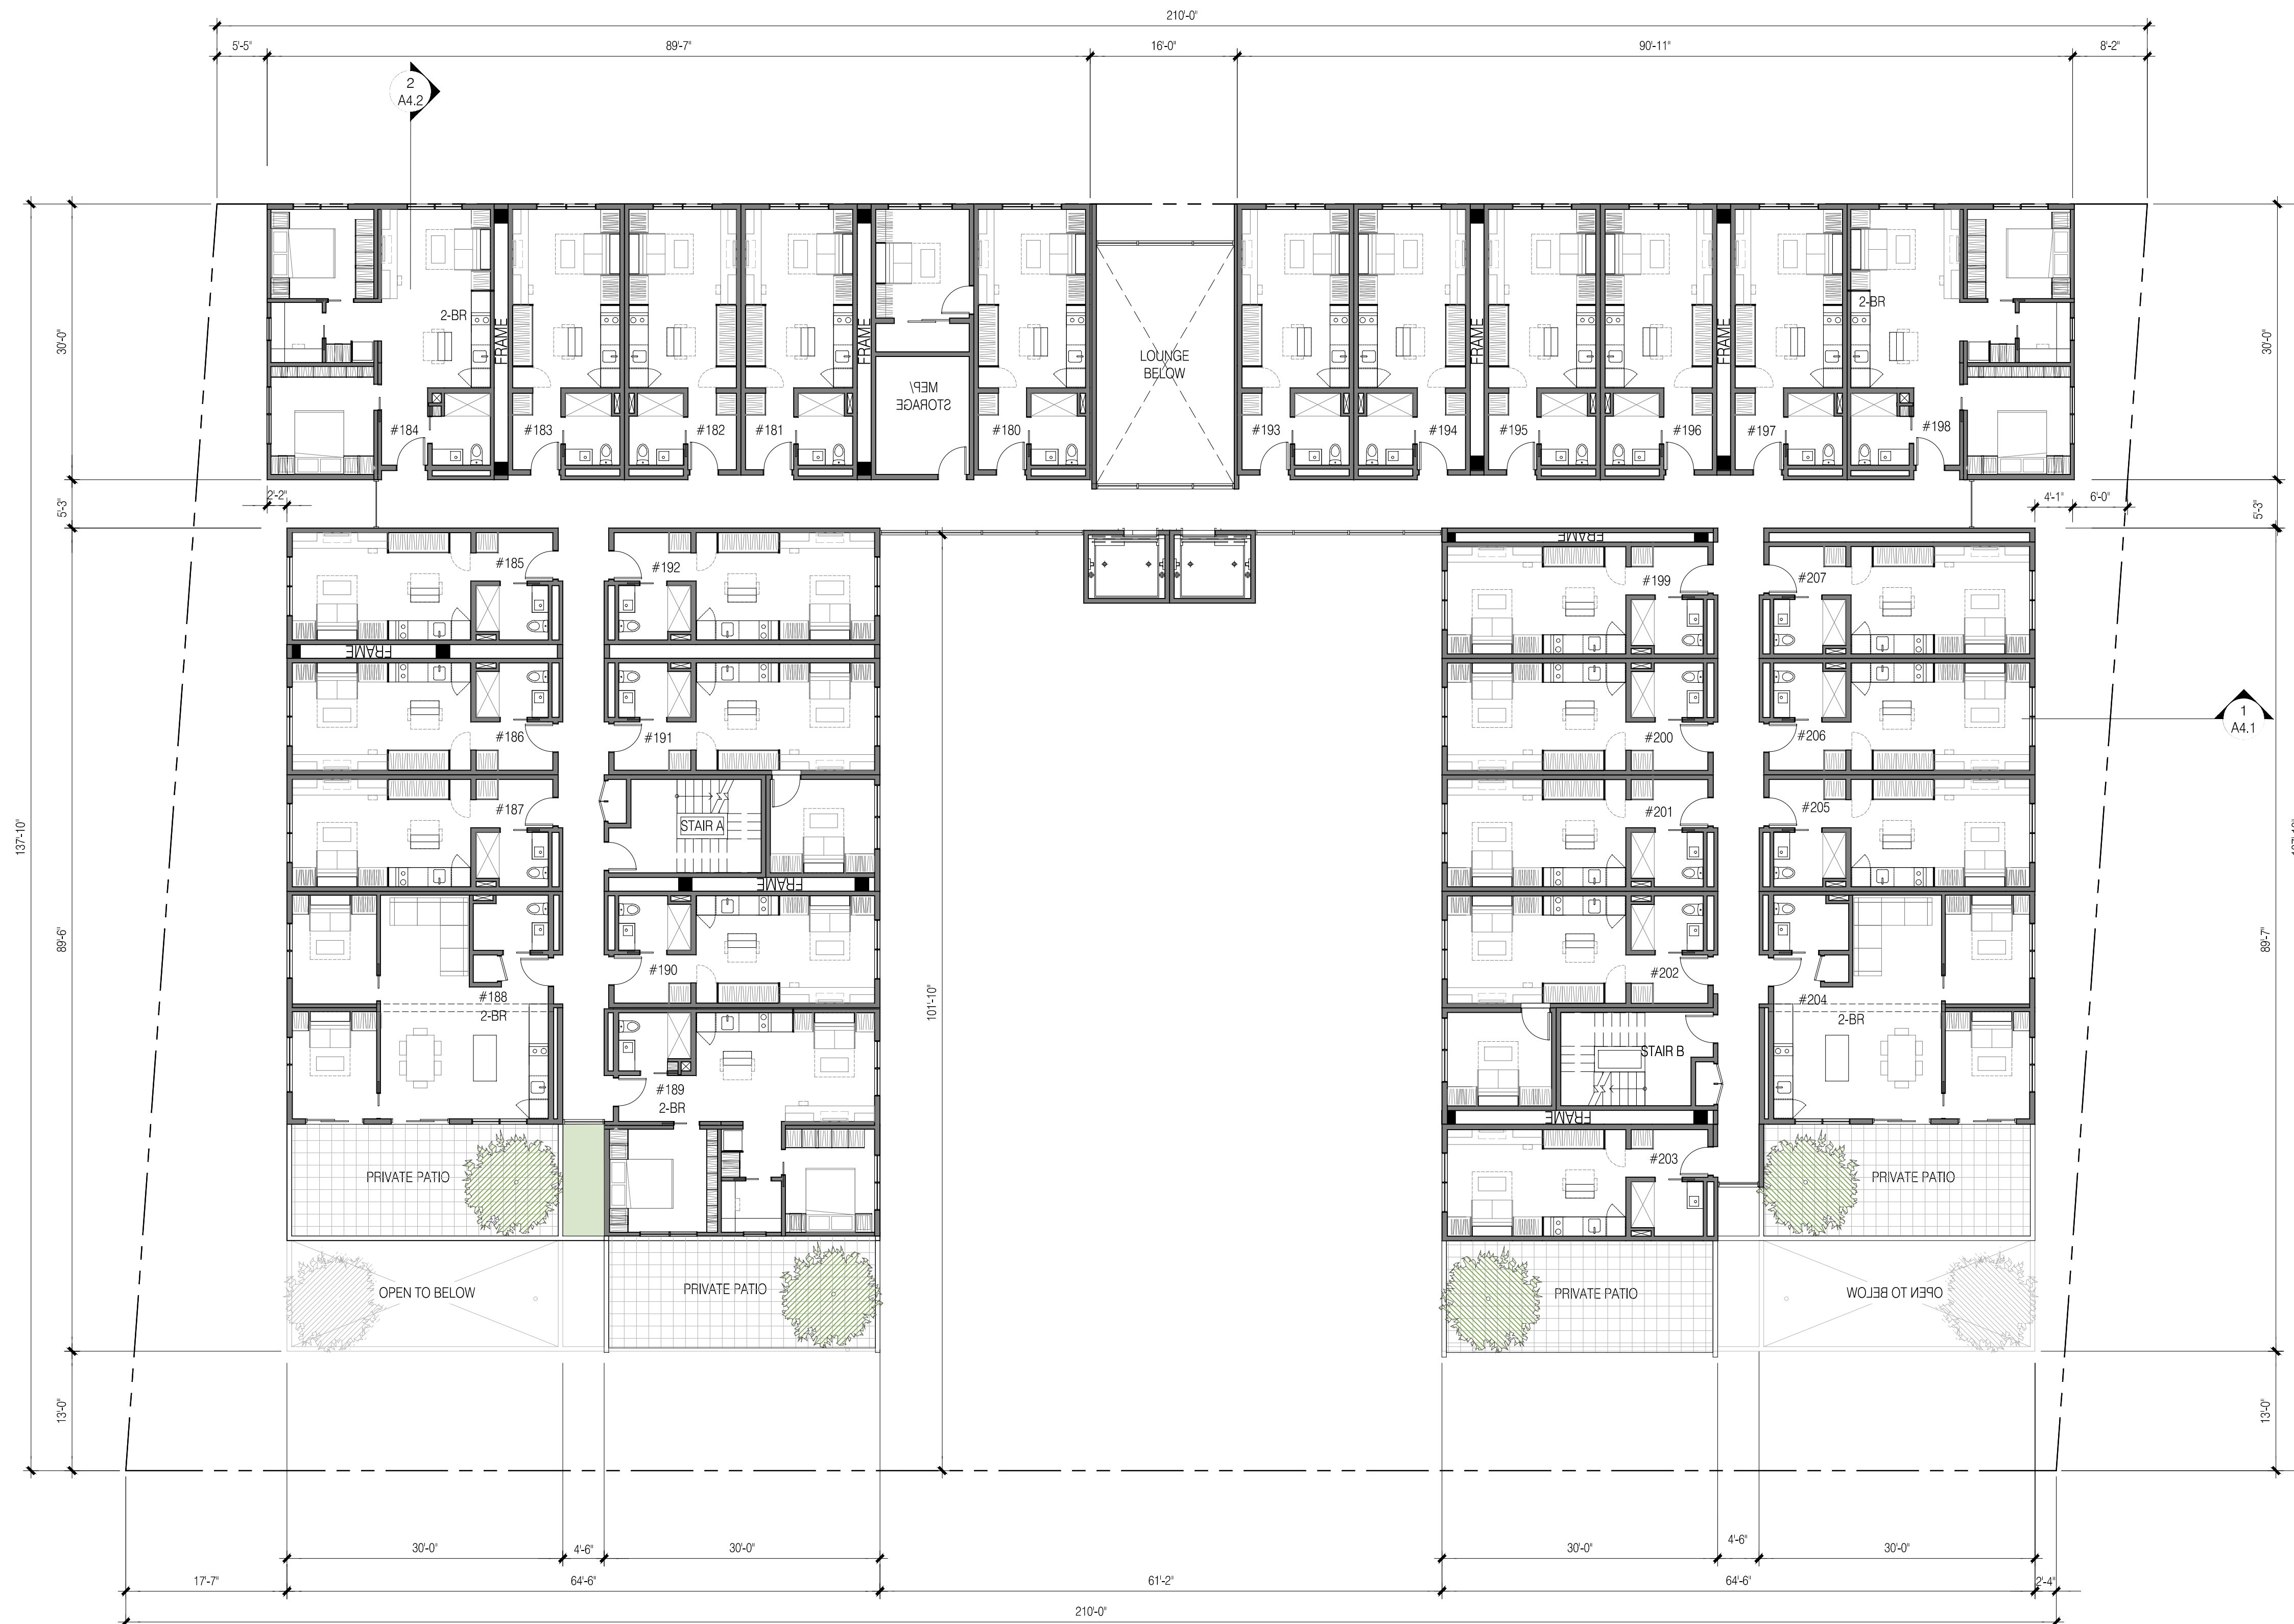 210'-0"
5'-5"
89'-7"
16'-0"
90'-11"
8'-2"
2
A4.2
2-BR
FRAME
FRAME
MEP/
STORAGE
LOUNGE
BELOW
FRAME
FRAME
2-BR
#184
#183
#182
#181
#180
#193
#194
#195
#196
#197
#198
30'-0"
30'-0"
2'-2"
4'-1"
6'-0"
5'-3"
5'-3"
#185
#192
FRAME
#199
#207
FRAME
#186
#191
#200
#206
1
A4.1
#187
STAIR A
#201
#205
137'-10"
FRAME
89'-6"
89'-7"
#190
#202
#188
2-BR
#204
2-BR
101'-10"
STAIR B
#189
2-BR
FRAME
#203
PRIVATE PATIO
PRIVATE PATIO
OPEN TO BELOW
PRIVATE PATIO
PRIVATE PATIO
OPEN TO BELOW
13'-0"
13'-0"
30'-0"
4'-6"
30'-0"
30'-0"
4'-6"
30'-0"
17'-7"
64'-6"
61'-2"
64'-6"
2'-4"
210'-0"